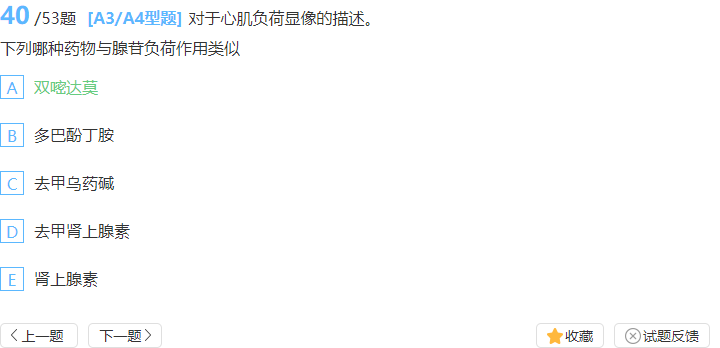 40 /53题 [A3/A4型题] 对于心肌负荷显像的描述。
下列哪种药物与腺苷负荷作用类似
A 双嘧达莫
B 多巴酚丁胺
C 去甲乌药碱
D 去甲肾上腺素
E 肾上腺素
上一题 下一题 收藏 试题反馈